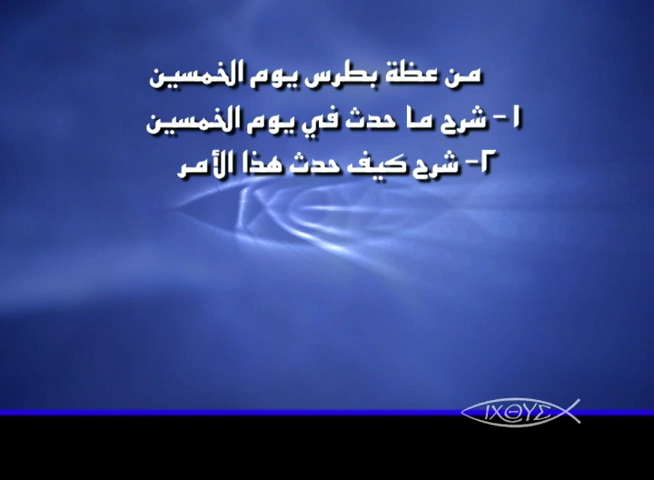 من عظة بطرس يوم الخمسين
١- شرح ما حدث في يوم الخمسين
٢- شرح كيف حدث هذا الأمر
ΙΧΘΥΣ
ΙΧΘΥΣ